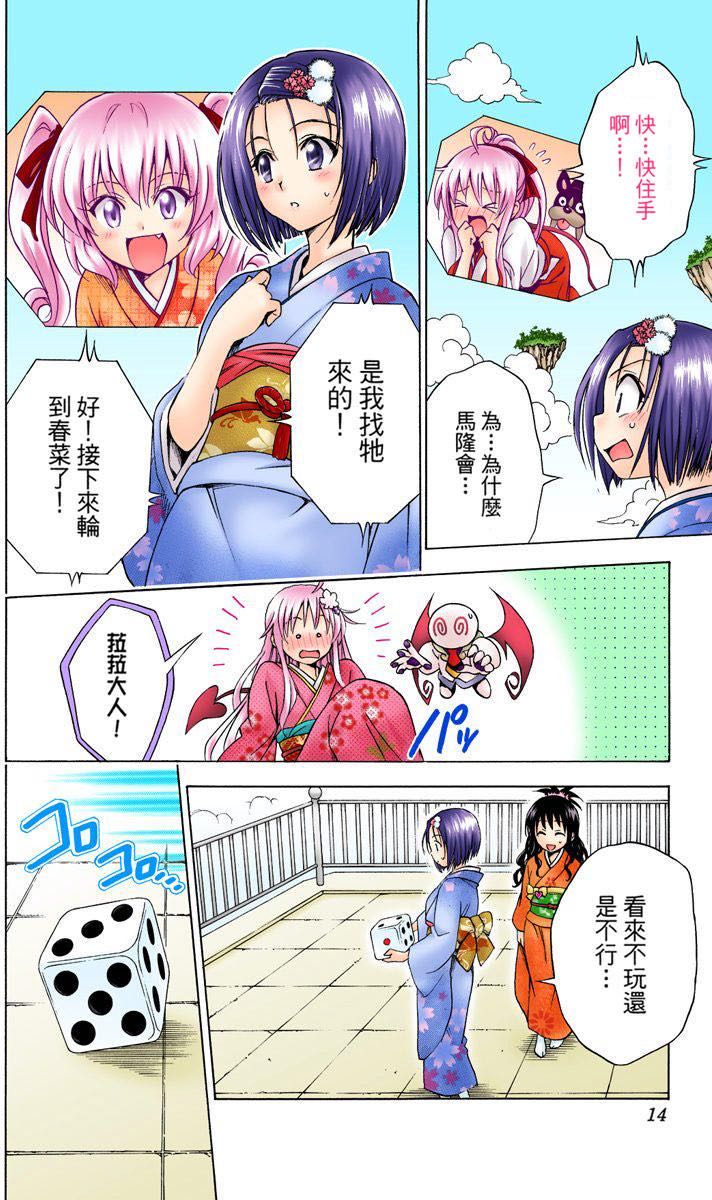 快…快住手
啊…！
為…為什麼
馬隆會…
是我找牠
來的！
好！接下來輪
到春菜了！
菈菈大人！
パッ
看來不玩還
是不行…
コロ
コロ…
14